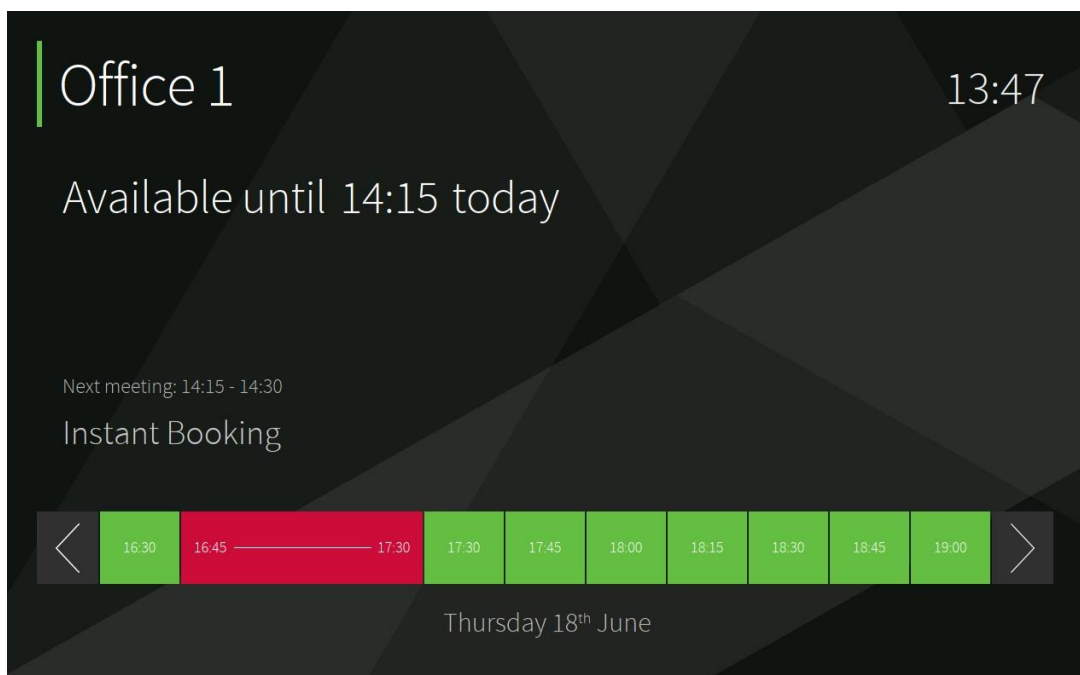 Office 1
13:47
Available until 14:15 today
Next meeting: 14:15 - 14:30
Instant Booking
16:30 16:45 17:30 17:30 17:45 18:00 18:15 18:30 18:45 19:00
Thursday 18th June